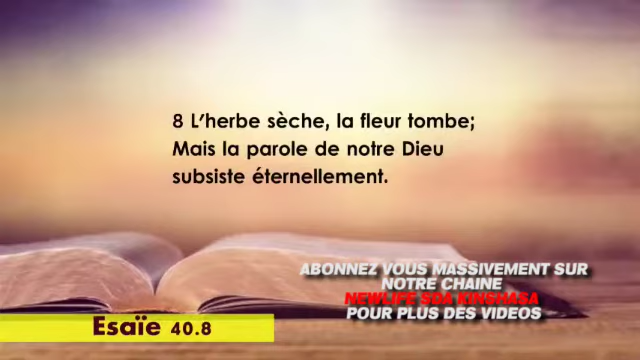 8 L'herbe sèche, la fleur tombe;
Mais la parole de notre Dieu
subsiste éternellement.
ABONNEZ VOUS MASSIVEMENT SUR
NOTRE CHAINE
NEWLIFE SDA KINSHASA
POUR PLUS DES VIDEOS
Esaïe 40.8